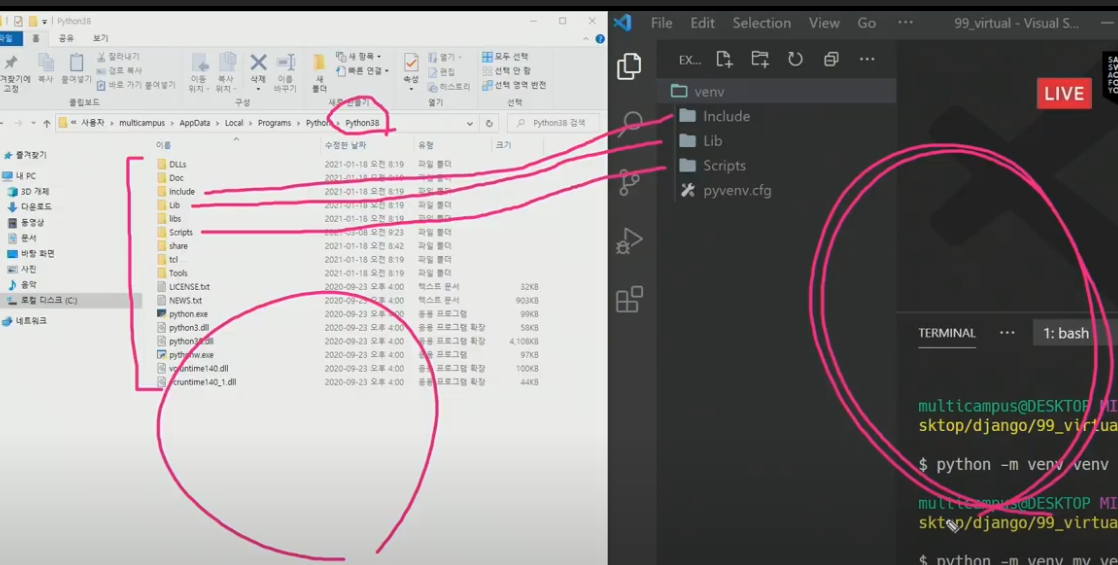 Python38
파일 홈 공유 보기
잘라내기
경로 복사
바로 가기 붙여넣기
복사 붙여넣기
이동 위치 복사 위치 삭제 이름 바꾸기
새 폴더
새 항목
빠른 연결
속성
열기
편집
히스토리
모두 선택
선택 안 함
선택 영역 반전
클립보드 구성 새로 만들기 열기 선택
« 사용자 › multicampus › AppData › Local › Programs › Python › Python38
Python38 검색
이름 수정한 날짜 유형 크기
즐겨찾기
내 PC
3D 개체
다운로드
동영상
문서
바탕 화면
사진
음악
로컬 디스크 (C:)
네트워크
DLLs 2021-01-18 오전 8:19 파일 폴더
Doc 2021-01-18 오전 8:19 파일 폴더
include 2021-01-18 오전 8:19 파일 폴더
Lib 2021-01-18 오전 8:19 파일 폴더
libs 2021-01-18 오전 8:19 파일 폴더
Scripts 2021-03-08 오전 9:23 파일 폴더
share 2021-01-18 오전 8:42 파일 폴더
tcl 2021-01-18 오전 8:19 파일 폴더
Tools 2021-01-18 오전 8:19 파일 폴더
LICENSE.txt 2020-09-23 오후 4:00 텍스트 문서 32KB
NEWS.txt 2020-09-23 오후 4:00 텍스트 문서 903KB
python.exe 2020-09-23 오후 4:00 응용 프로그램 99KB
python3.dll 2020-09-23 오후 4:00 응용 프로그램 확장 58KB
python38.dll 2020-09-23 오후 4:00 응용 프로그램 확장 4,108KB
pythonw.exe 2020-09-23 오후 4:00 응용 프로그램 97KB
vcruntime140.dll 2020-09-23 오후 4:00 응용 프로그램 확장 100KB
vcruntime140_1.dll 2020-09-23 오후 4:00 응용 프로그램 확장 44KB
File Edit Selection View Go ··· 99_virtual - Visual S...
EX...
venv
Include
Lib
Scripts
pyvenv.cfg
LIVE
TERMINAL ··· 1: bash
multicampus@DESKTOP MI
sktop/django/99_virtua
$ python -m venv venv
multicampus@DESKTOP MI
sktop/django/99_virtua
$ python -m venv my_ve